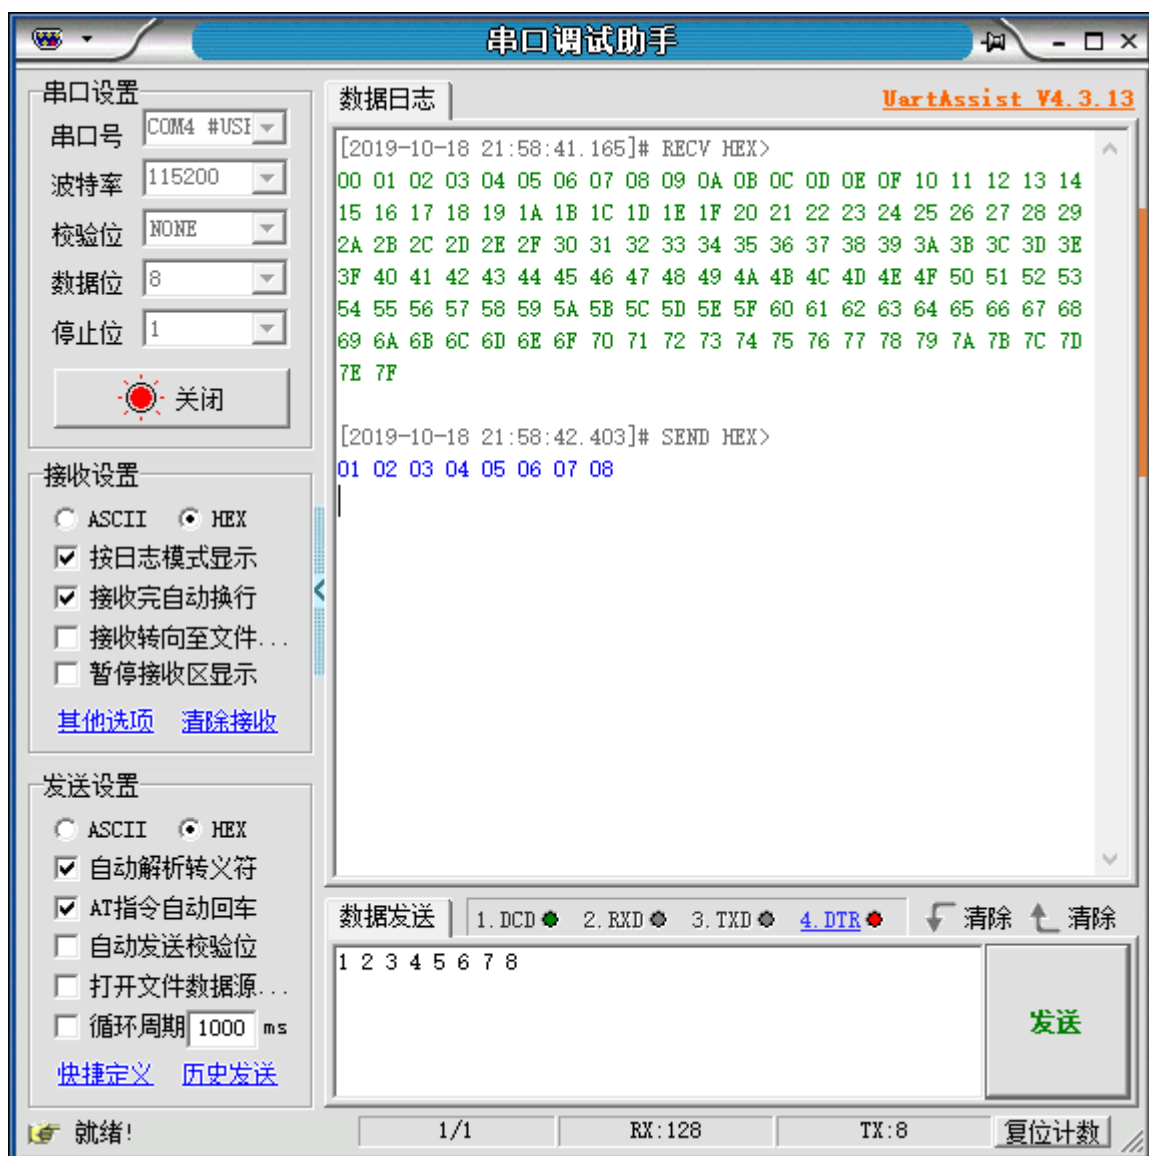 串口调试助手
串口设置
串口号 COM4 #USI
波特率 115200
校验位 NONE
数据位 8
停止位 1
关闭
接收设置
ASCII HEX
按日志模式显示
接收完自动换行
接收转向至文件...
暂停接收区显示
其他选项 清除接收
发送设置
ASCII HEX
自动解析转义符
AT指令自动回车
自动发送校验位
打开文件数据源...
循环周期 1000 ms
快捷定义 历史发送
数据日志 UartAssist V4.3.13
[2019-10-18 21:58:41.165]# RECV HEX>
00 01 02 03 04 05 06 07 08 09 0A 0B 0C 0D 0E 0F 10 11 12 13 14
15 16 17 18 19 1A 1B 1C 1D 1E 1F 20 21 22 23 24 25 26 27 28 29
2A 2B 2C 2D 2E 2F 30 31 32 33 34 35 36 37 38 39 3A 3B 3C 3D 3E
3F 40 41 42 43 44 45 46 47 48 49 4A 4B 4C 4D 4E 4F 50 51 52 53
54 55 56 57 58 59 5A 5B 5C 5D 5E 5F 60 61 62 63 64 65 66 67 68
69 6A 6B 6C 6D 6E 6F 70 71 72 73 74 75 76 77 78 79 7A 7B 7C 7D
7E 7F
[2019-10-18 21:58:42.403]# SEND HEX>
01 02 03 04 05 06 07 08
数据发送 1.DCD 2.RXD 3.TXD 4.DTR 清除 清除
1 2 3 4 5 6 7 8
发送
就绪! 1/1 RX:128 TX:8 复位计数